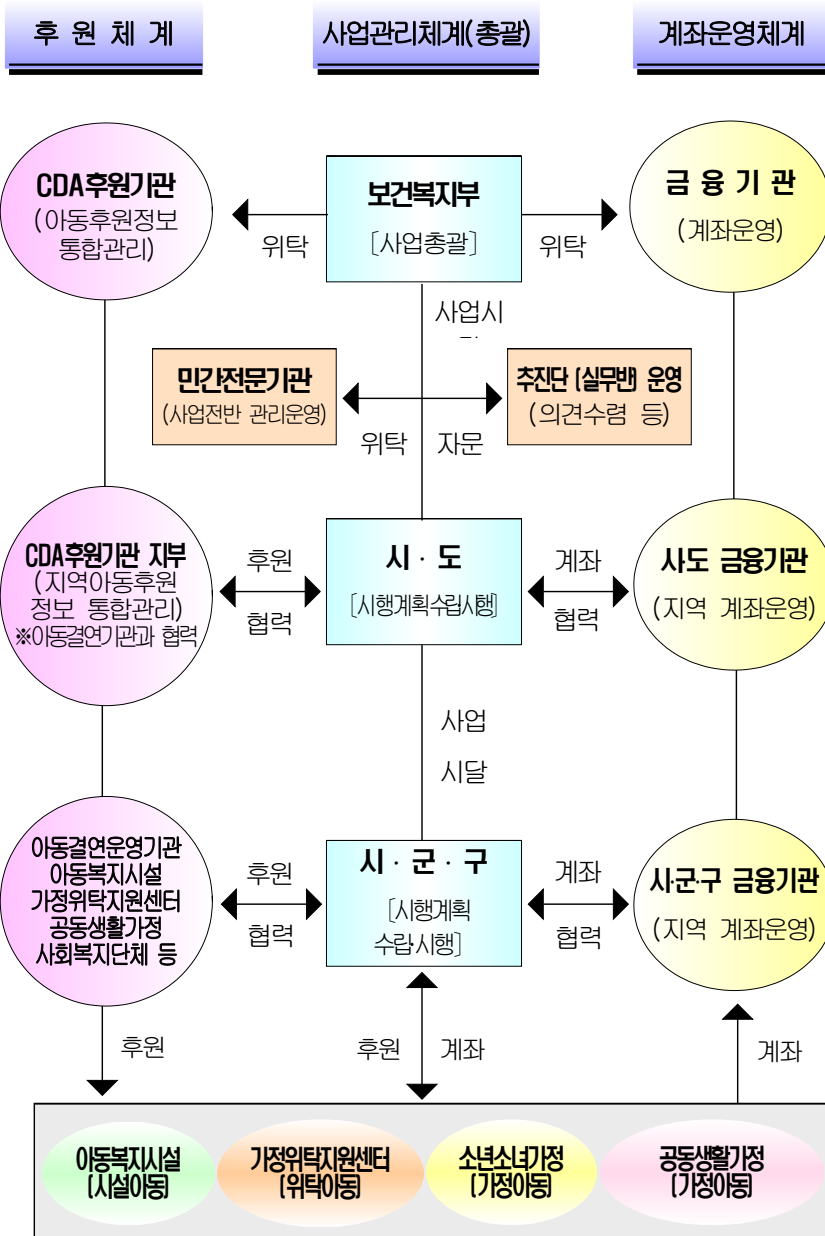 후 원 체 계
사업관리체계(총괄)
계좌운영체계
CDA후원기관
(아동후원정보
통합관리)
위탁
보건복지부
[사업총괄]
위탁
금 융 기 관
(계좌운영)
사업시
민간전문기관
(사업전반 관리운영)
추진단 (실무반) 운영
(의견수렴 등)
위탁
자문
CDA후원기관 지부
(지역아동후원
정보 통합관리)
※아동결연기관과 협력
후원
협력
시 · 도
[시행계획수립·시행]
계좌
협력
시·도 금융기관
(지역 계좌운영)
사업
시달
아동결연운영기관
아동복지시설
가정위탁지원센터
공동생활가정
사회복지단체 등
후원
협력
시 · 군 · 구
[시행계획
수립·시행]
계좌
협력
시·군·구 금융기관
(지역 계좌운영)
후원
후원
계좌
계좌
아동복지시설
(시설아동)
가정위탁지원센터
(위탁아동)
소년소녀가정
(가정아동)
공동생활가정
(가정아동)